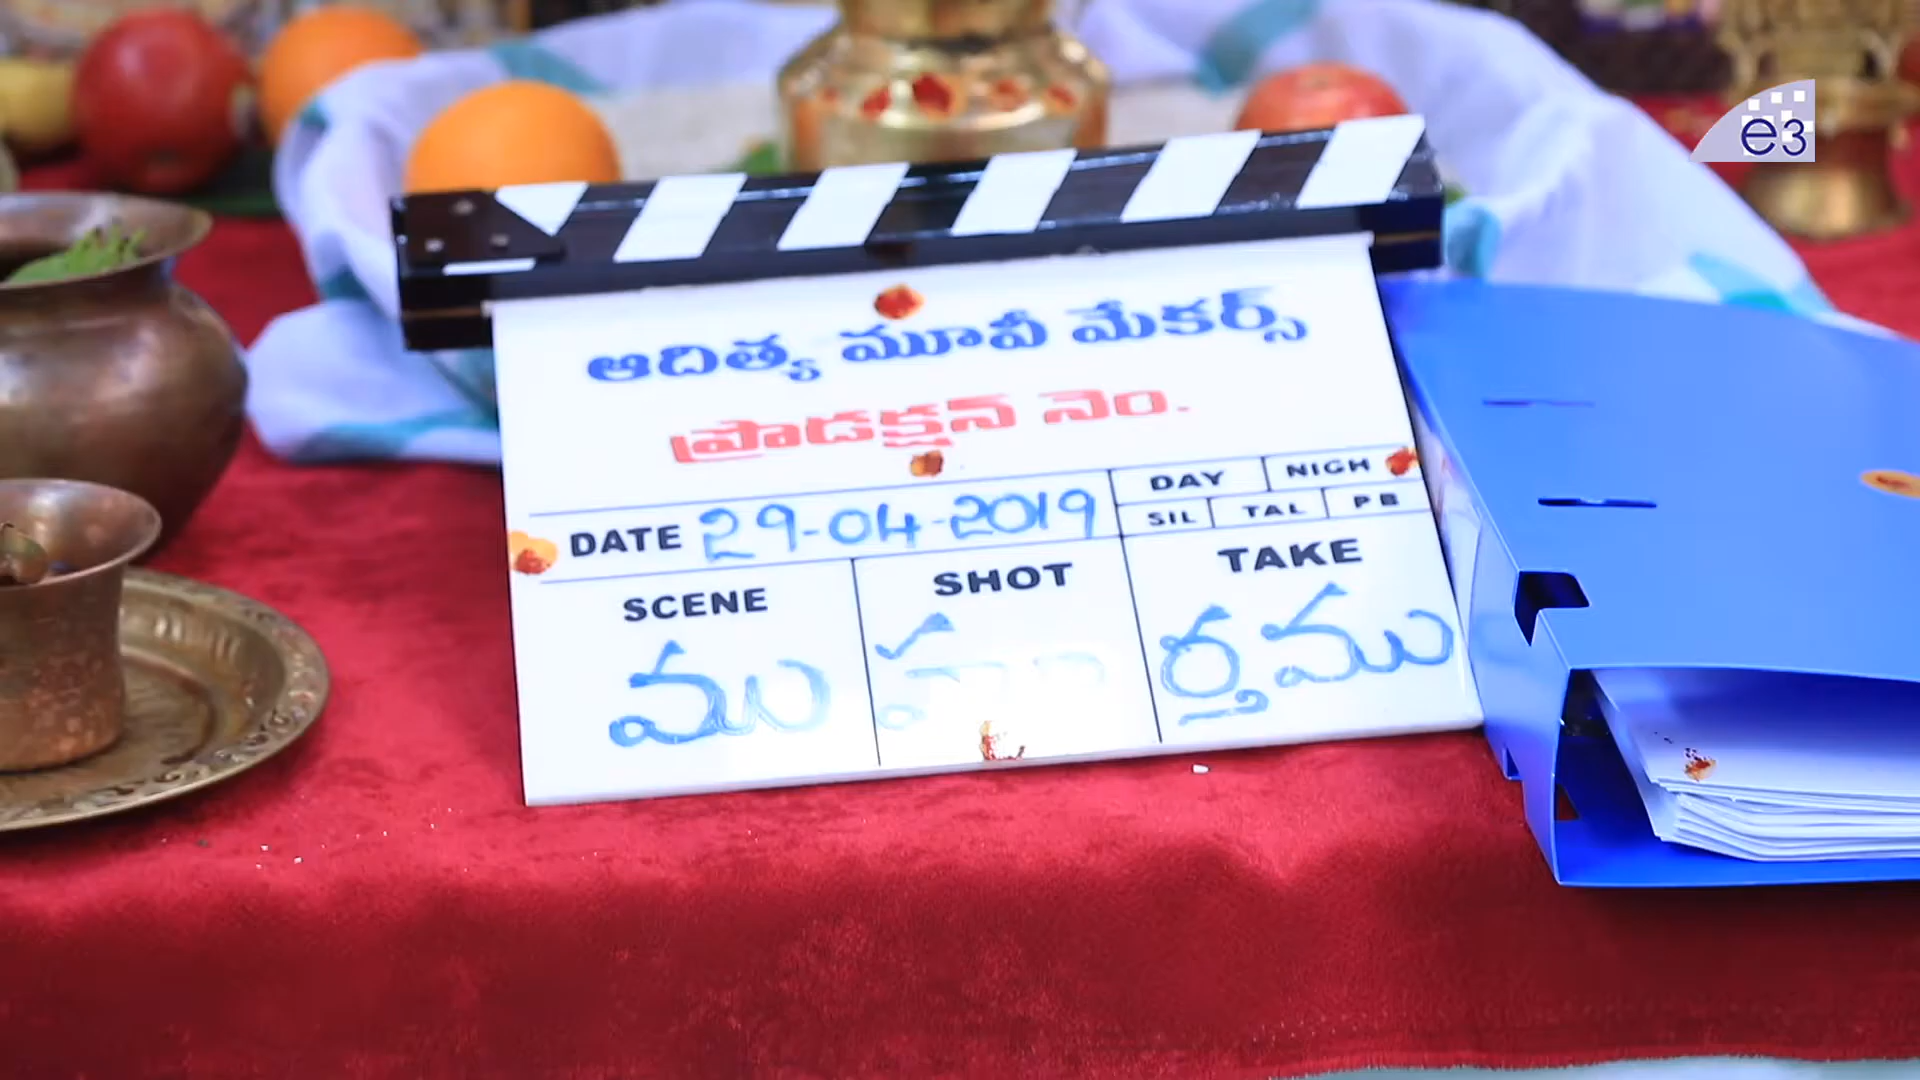 e3
ఆదిత్య మూవీ మేకర్స్
ప్రొడక్షన్ నెం.
DATE 29-04-2019 DAY NIGH
SIL TAL PB
SCENE SHOT TAKE
ము హూ ర్తము